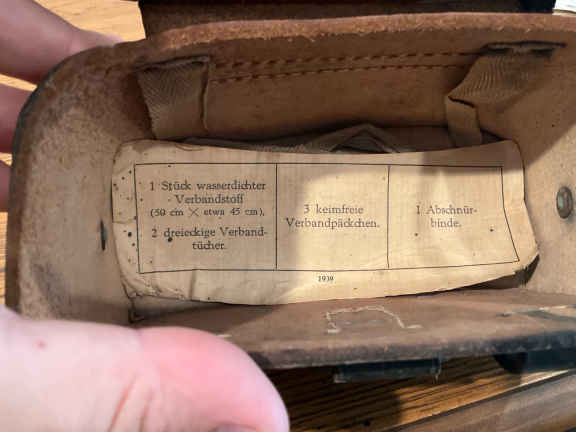 1 Stück wasserdichter
Verbandstoff
(50 cm × etwa 45 cm),
2 dreieckige Verband-
tücher.
3 keimfreie
Verbandpäckchen.
1 Abschnür-
binde.
1939